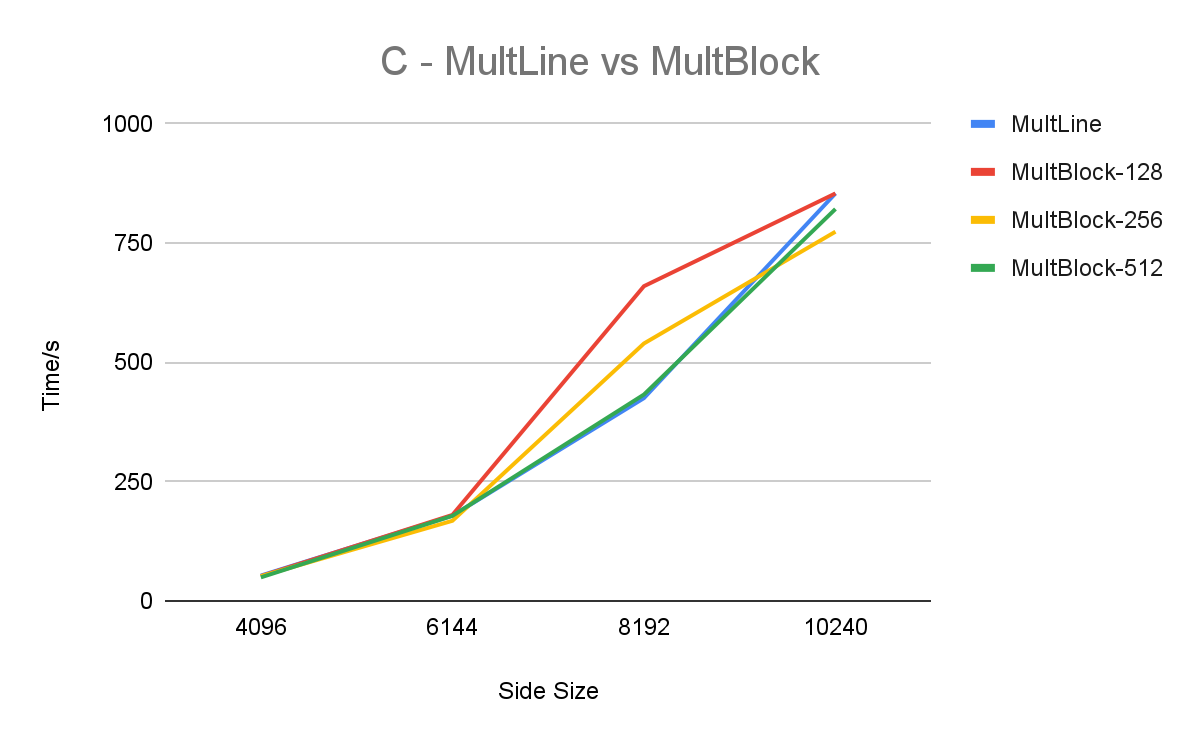 C - MultLine vs MultBlock
1000
750
500
250
0
Time/s
4096 6144 8192 10240
Side Size
MultLine
MultBlock-128
MultBlock-256
MultBlock-512